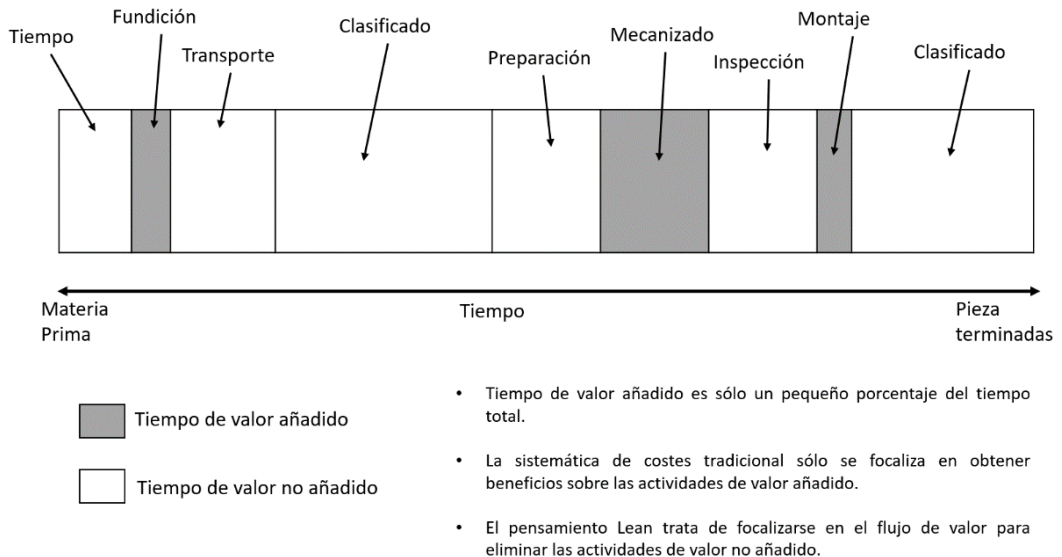 Tiempo
Fundición
Transporte
Clasificado
Preparación
Mecanizado
Inspección
Montaje
Clasificado
Materia
Prima
Tiempo
Pieza
terminadas
Tiempo de valor añadido
Tiempo de valor no añadido
• Tiempo de valor añadido es sólo un pequeño porcentaje del tiempo
total.
• La sistemática de costes tradicional sólo se focaliza en obtener
beneficios sobre las actividades de valor añadido.
• El pensamiento Lean trata de focalizarse en el flujo de valor para
eliminar las actividades de valor no añadido.